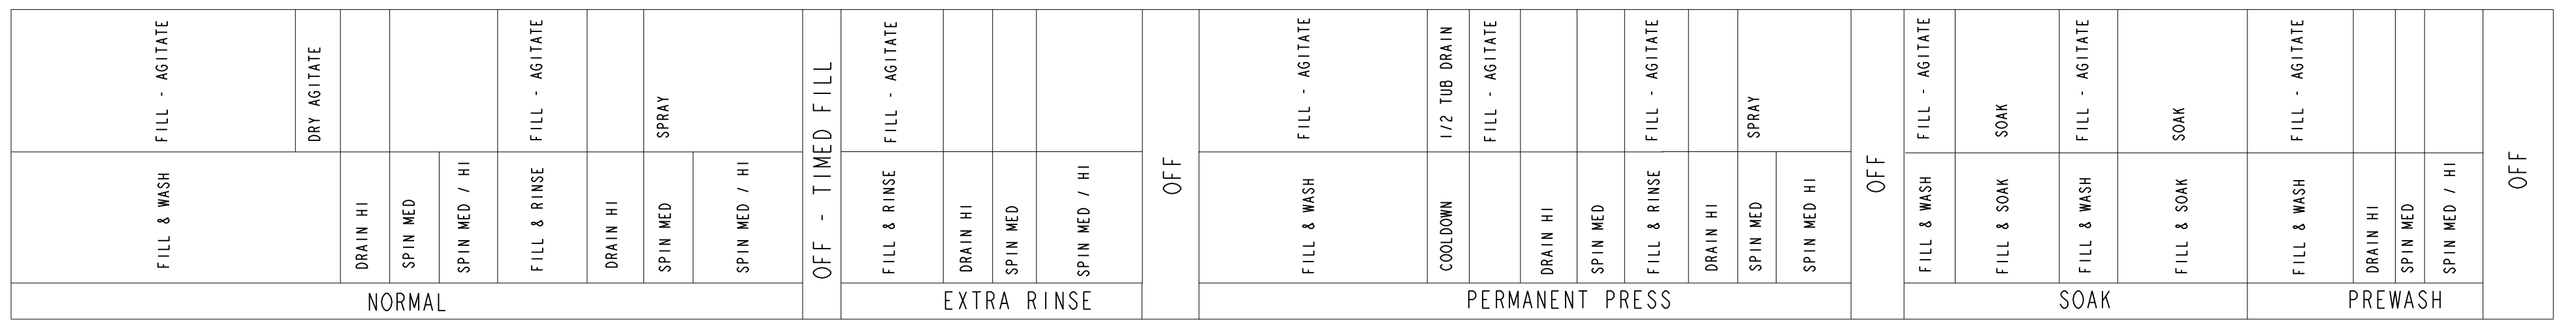 FILL - AGITATE
DRY AGITATE
FILL - AGITATE
SPRAY
FILL & WASH
DRAIN HI
SPIN MED
SPIN MED / HI
FILL & RINSE
DRAIN HI
SPIN MED
SPIN MED / HI
NORMAL
OFF - TIMED FILL
FILL - AGITATE
FILL & RINSE
DRAIN HI
SPIN MED
SPIN MED / HI
EXTRA RINSE
OFF
FILL - AGITATE
1/2 TUB DRAIN
FILL - AGITATE
FILL - AGITATE
SPRAY
FILL & WASH
COOLDOWN
DRAIN HI
SPIN MED
FILL & RINSE
DRAIN HI
SPIN MED
SPIN MED HI
PERMANENT PRESS
OFF
FILL - AGITATE
SOAK
FILL - AGITATE
SOAK
FILL & WASH
FILL & SOAK
FILL & WASH
FILL & SOAK
SOAK
FILL - AGITATE
FILL & WASH
DRAIN HI
SPIN MED
SPIN MED / HI
PREWASH
OFF